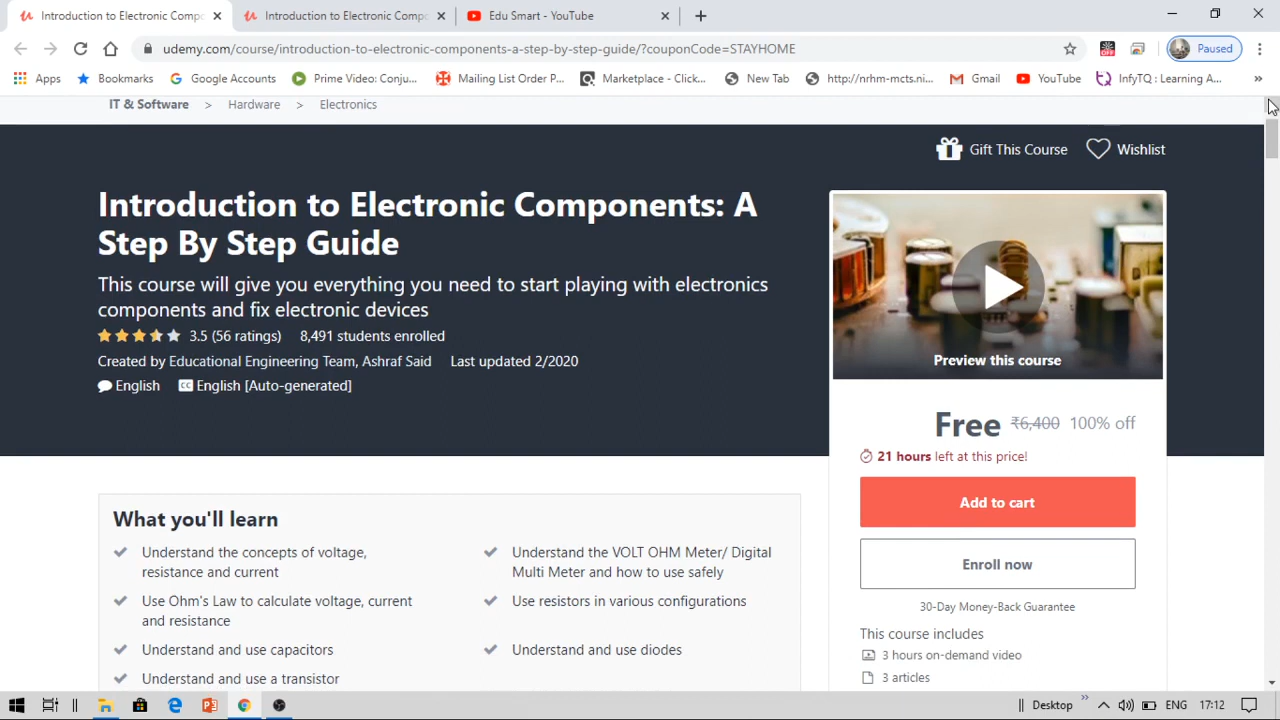 Introduction to Electronic Compo
Introduction to Electronic Compo
Edu Smart - YouTube
udemy.com/course/introduction-to-electronic-components-a-step-by-step-guide/?couponCode=STAYHOME
OFF
Paused
Apps
Bookmarks
Google Accounts
Prime Video: Conju...
Mailing List Order P...
Marketplace - Click...
New Tab
http://nrhm-mcts.ni...
Gmail
YouTube
InfyTQ : Learning A...
»
IT & Software > Hardware > Electronics
Gift This Course
Wishlist
Introduction to Electronic Components: A
Step By Step Guide
This course will give you everything you need to start playing with electronics
components and fix electronic devices
3.5 (56 ratings) 8,491 students enrolled
Created by Educational Engineering Team, Ashraf Said Last updated 2/2020
English CC English [Auto-generated]
Preview this course
Free ₹6,400 100% off
21 hours left at this price!
Add to cart
Enroll now
30-Day Money-Back Guarantee
This course includes
3 hours on-demand video
3 articles
What you'll learn
Understand the concepts of voltage,
resistance and current
Use Ohm's Law to calculate voltage, current
and resistance
Understand and use capacitors
Understand and use a transistor
Understand the VOLT OHM Meter/ Digital
Multi Meter and how to use safely
Use resistors in various configurations
Understand and use diodes
Desktop » ENG 17:12